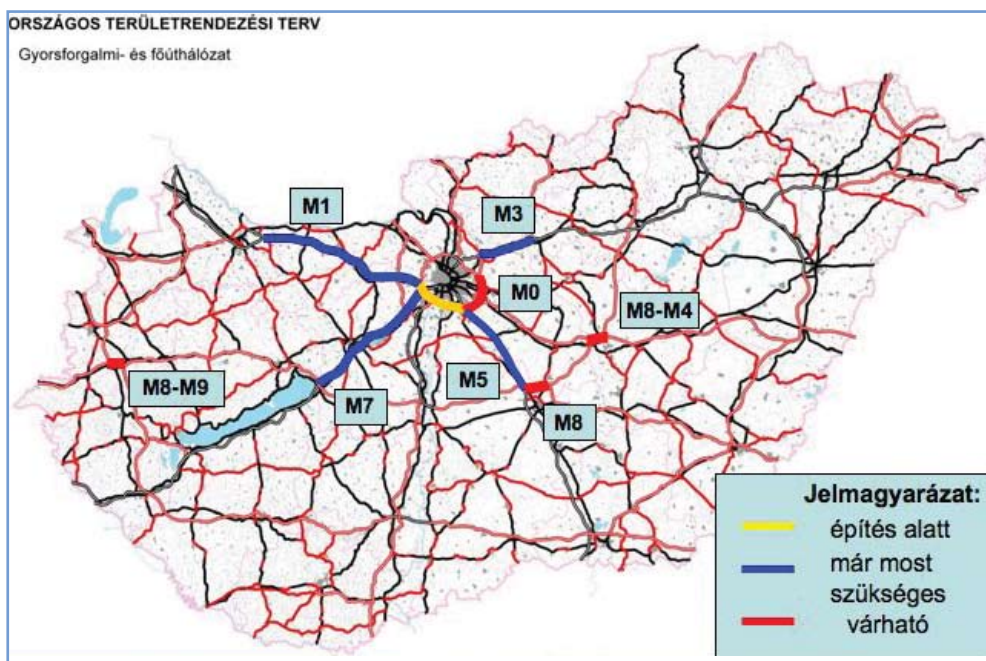 ORSZÁGOS TERÜLETRENDEZÉSI TERV
Gyorsforgalmi- és főúthálózat
M1
M3
M0
M8-M4
M8-M9
M7
M5
M8
Jelmagyarázat:
építés alatt
már most
szükséges
várható